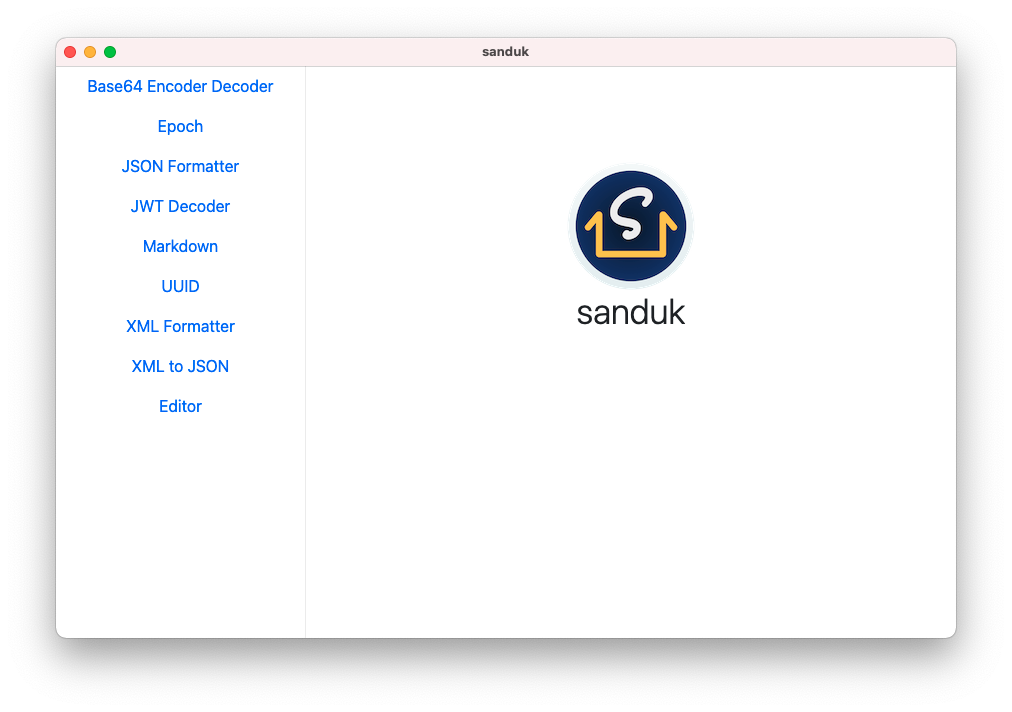 sanduk
Base64 Encoder Decoder
Epoch
JSON Formatter
JWT Decoder
Markdown
UUID
XML Formatter
XML to JSON
Editor
S
sanduk